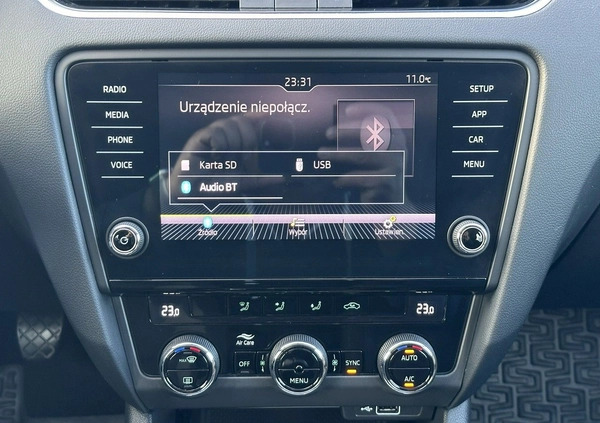 23:31
11.0°C
RADIO
MEDIA
PHONE
VOICE
Urządzenie niepołącz.
Karta SD
USB
Audio BT
Źródło
Wybór
Ustawien.
SETUP
APP
CAR
MENU
23.0
23.0
Air Care
MAX
OFF
MENU
SYNC
AUTO
A/C